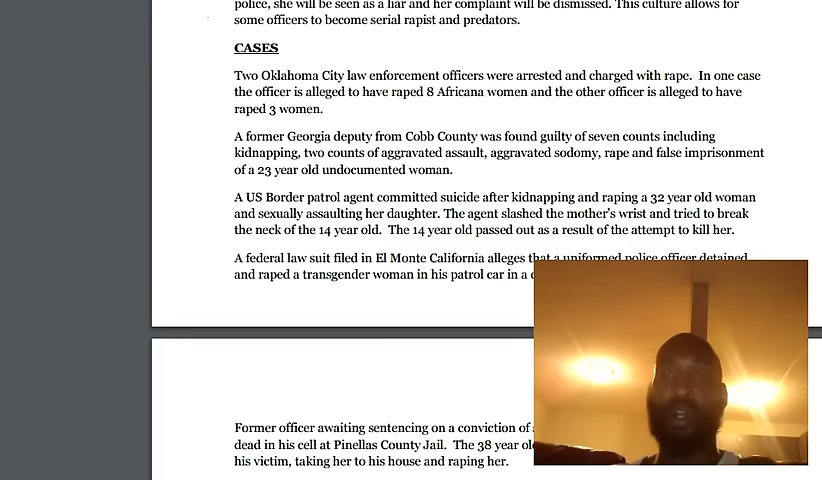 police, she will be seen as a liar and her complaint will be dismissed. This culture allows for
some officers to become serial rapist and predators.
CASES
Two Oklahoma City law enforcement officers were arrested and charged with rape. In one case
the officer is alleged to have raped 8 Africana women and the other officer is alleged to have
raped 3 women.
A former Georgia deputy from Cobb County was found guilty of seven counts including
kidnapping, two counts of aggravated assault, aggravated sodomy, rape and false imprisonment
of a 23 year old undocumented woman.
A US Border patrol agent committed suicide after kidnapping and raping a 32 year old woman
and sexually assaulting her daughter. The agent slashed the mother's wrist and tried to break
the neck of the 14 year old. The 14 year old passed out as a result of the attempt to kill her.
A federal law suit filed in El Monte California alleges that a uniformed police officer detained
and raped a transgender woman in his patrol car in a
Former officer awaiting sentencing on a conviction of
dead in his cell at Pinellas County Jail. The 38 year
his victim, taking her to his house and raping her.